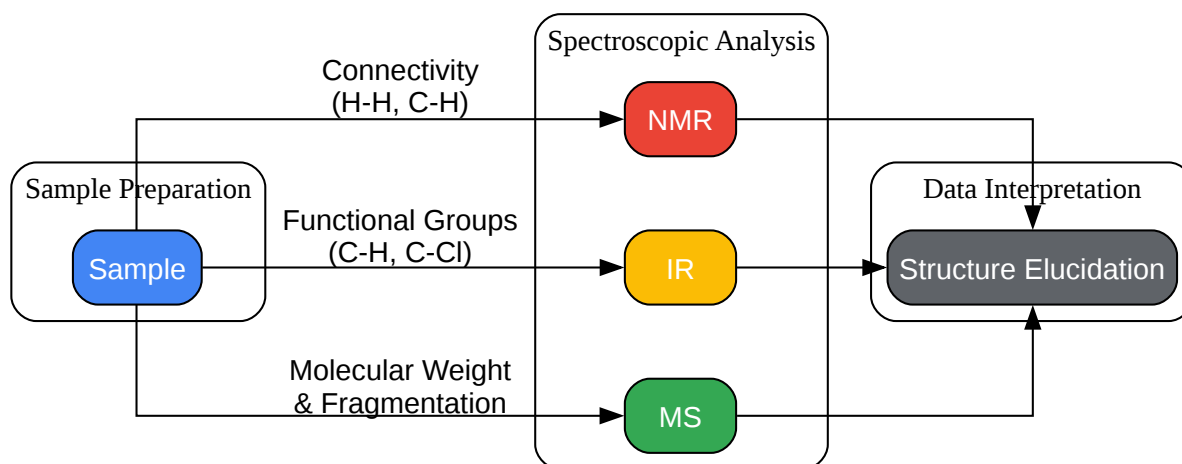 Spectroscopic Analysis
Connectivity
(H-H, C-H)
NMR
Sample Preparation
Data Interpretation
Functional Groups
(C-H, C-Cl)
Sample
IR
Structure Elucidation
Molecular Weight
& Fragmentation
MS